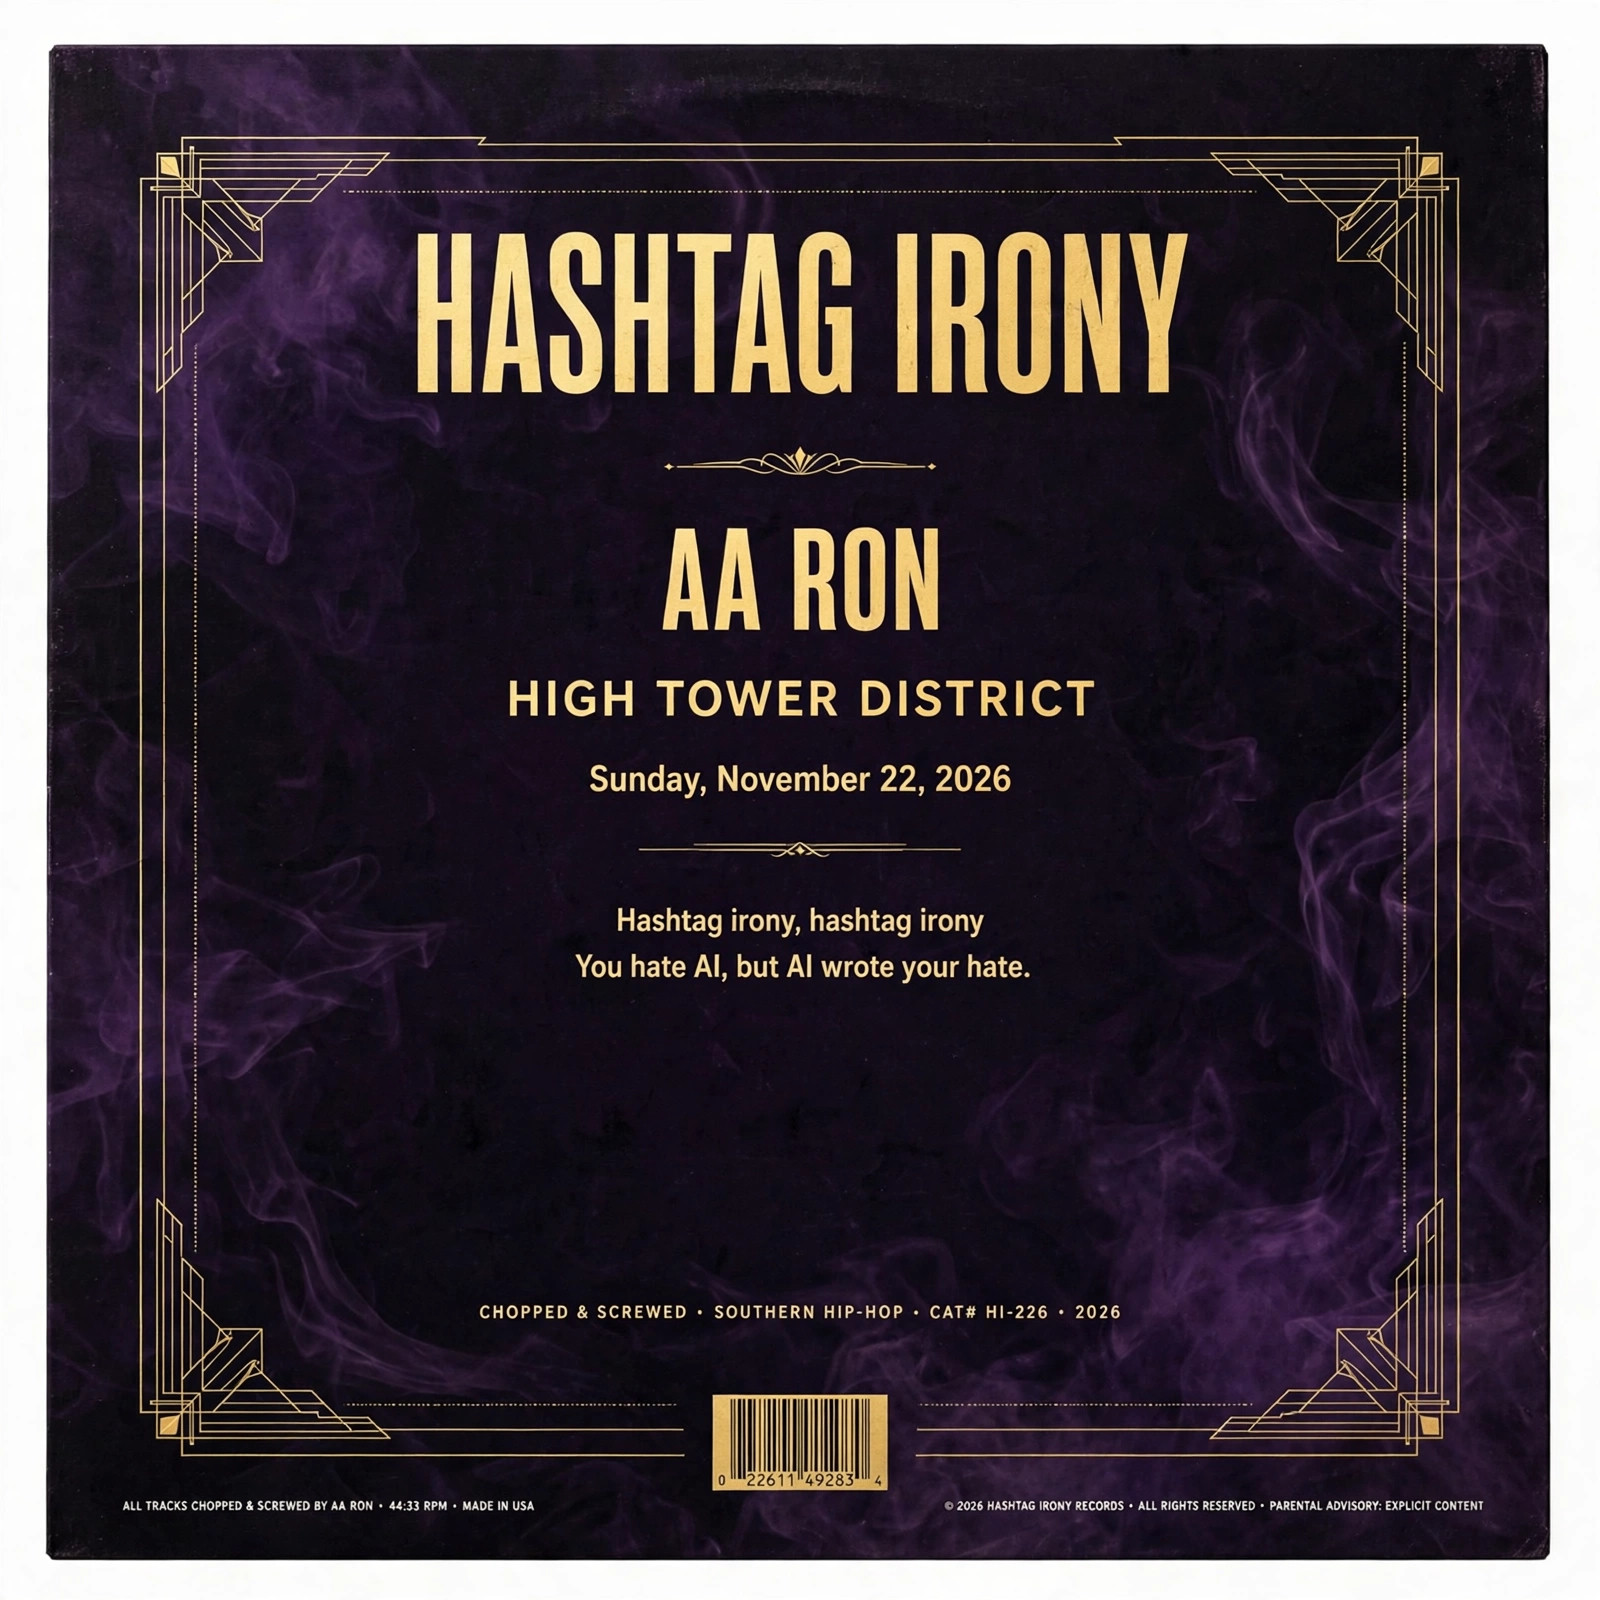 HASHTAG IRONY
AA RON
HIGH TOWER DISTRICT
Sunday, November 22, 2026
Hashtag irony, hashtag irony
You hate AI, but AI wrote your hate.
CHOPPED & SCREWED • SOUTHERN HIP-HOP • CAT# HI-226 • 2026
0 22611 49283 4
ALL TRACKS CHOPPED & SCREWED BY AA RON • 44:33 RPM • MADE IN USA
© 2026 HASHTAG IRONY RECORDS • ALL RIGHTS RESERVED • PARENTAL ADVISORY: EXPLICIT CONTENT